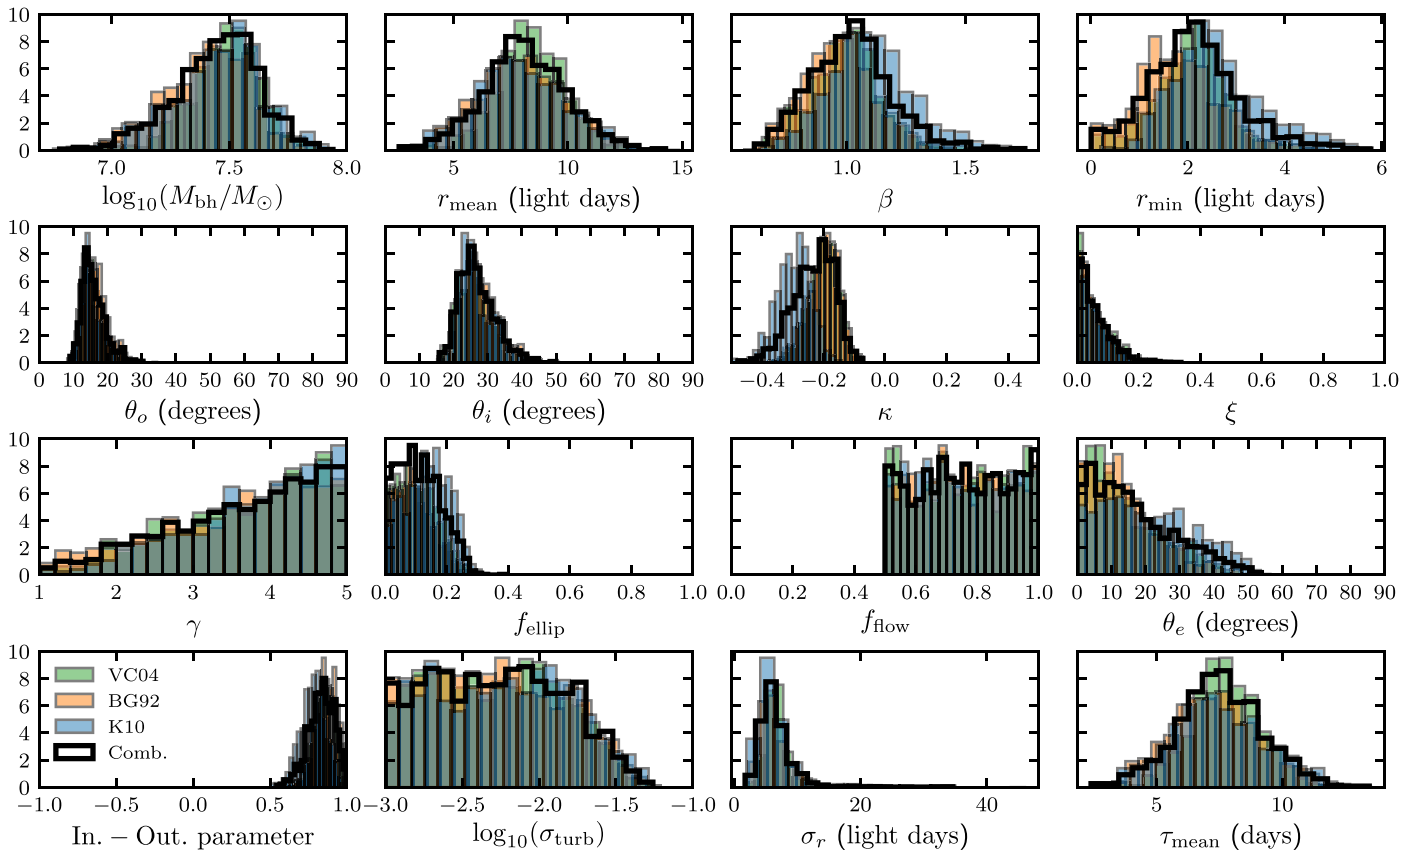 10
8
6
4
2
0
7.0 7.5 8.0
log10(Mbh/M⊙)
5 10 15
rmean (light days)
1.0 1.5
β
0 2 4 6
rmin (light days)
10
8
6
4
2
0
0 10 20 30 40 50 60 70 80 90
θo (degrees)
0 10 20 30 40 50 60 70 80 90
θi (degrees)
−0.4 −0.2 0.0 0.2 0.4
κ
0.0 0.2 0.4 0.6 0.8 1.0
ξ
10
8
6
4
2
0
1 2 3 4 5
γ
0.0 0.2 0.4 0.6 0.8 1.0
fellip
0.0 0.2 0.4 0.6 0.8 1.0
fflow
0 10 20 30 40 50 60 70 80 90
θe (degrees)
10
8
6
4
2
0
VC04
BG92
K10
Comb.
−1.0 −0.5 0.0 0.5 1.0
In. − Out. parameter
−3.0 −2.5 −2.0 −1.5 −1.0
log10(σturb)
0 20 40
σr (light days)
5 10
τmean (days)